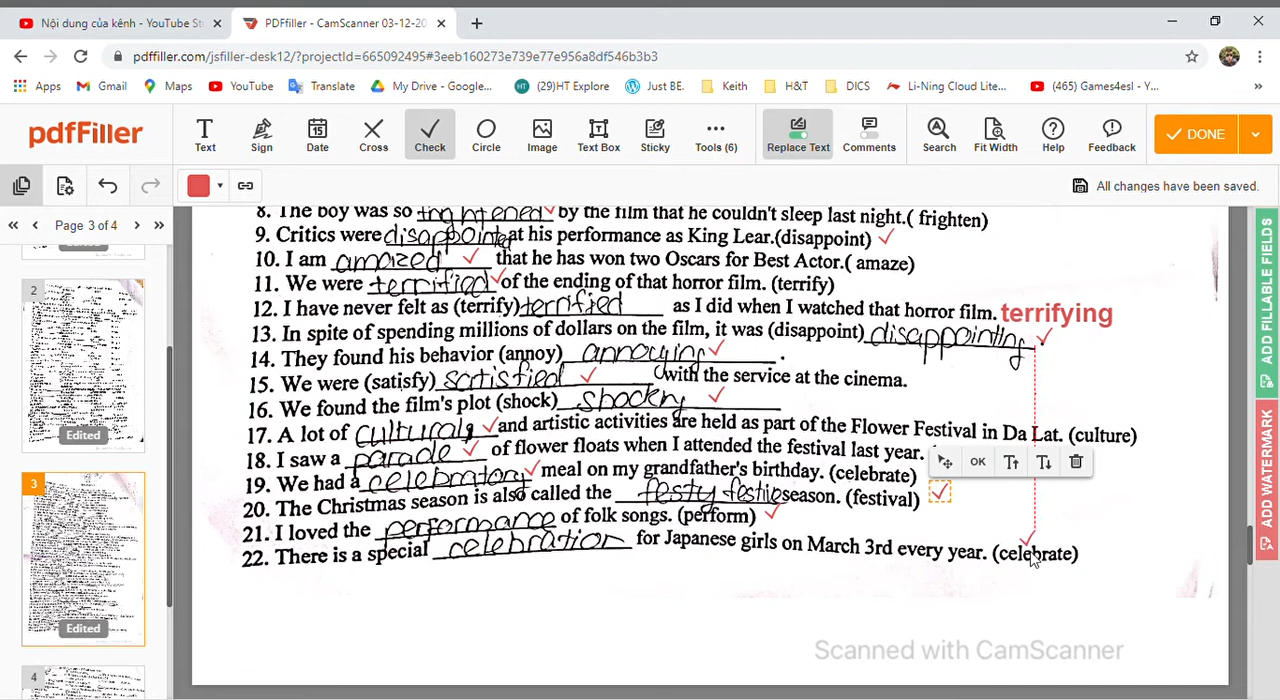 Nội dung của kênh - YouTube St
PDFfiller - CamScanner 03-12-20
pdffiller.com/jsfiller-desk12/?projectId=665092495#3eeb160273e739e77e956a8df546b3b3
Apps Gmail Maps YouTube Translate My Drive - Google... (29)HT Explore Just BE. Keith H&T DICS Li-Ning Cloud Lite... (465) Games4esl - Y... »
pdfFiller Text Sign Date Cross Check Circle Image Text Box Sticky Tools (6) Replace Text Comments Search Fit Width Help Feedback DONE
All changes have been saved.
Page 3 of 4
Edited
2
Edited
3
Edited
4
8. The boy was so by the film that he couldn't sleep last night.( frighten)
9. Critics were disappointed at his performance as King Lear.(disappoint)
10. I am amazed that he has won two Oscars for Best Actor.( amaze)
11. We were terrified of the ending of that horror film. (terrify)
12. I have never felt as (terrify) terrified as I did when I watched that horror film. terrifying
13. In spite of spending millions of dollars on the film, it was (disappoint) disappointing
14. They found his behavior (annoy) annoying .
15. We were (satisfy) satisfied with the service at the cinema.
16. We found the film's plot (shock)
17. A lot of culturals and artistic activities are held as part of the Flower Festival in Da Lat. (culture)
18. I saw a parade of flower floats when I attended the festival last year.
OK
19. We had a celebratory meal on my grandfather's birthday. (celebrate)
20. The Christmas season is also called the season. (festival)
21. I loved the performance of folk songs. (perform)
22. There is a special celebration for Japanese girls on March 3rd every year. (celebrate)
Scanned with CamScanner
ADD FILLABLE FIELDS
ADD WATERMARK